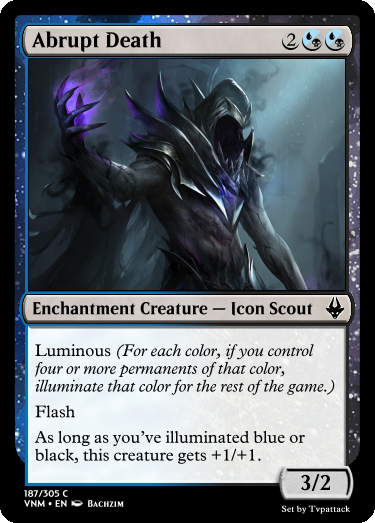 Abrupt Death 2
Enchantment Creature — Icon Scout
Luminous (For each color, if you control
four or more permanents of that color,
illuminate that color for the rest of the game.)
Flash
As long as you've illuminated blue or
black, this creature gets +1/+1.
3/2
187/305 C
VNM • EN Bachzim
Set by Tvpattack